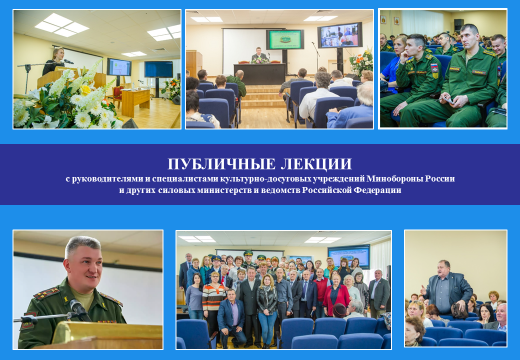 ПУБЛИЧНЫЕ ЛЕКЦИИ
с руководителями и специалистами культурно-досуговых учреждений Минобороны России
и других силовых министерств и ведомств Российской Федерации